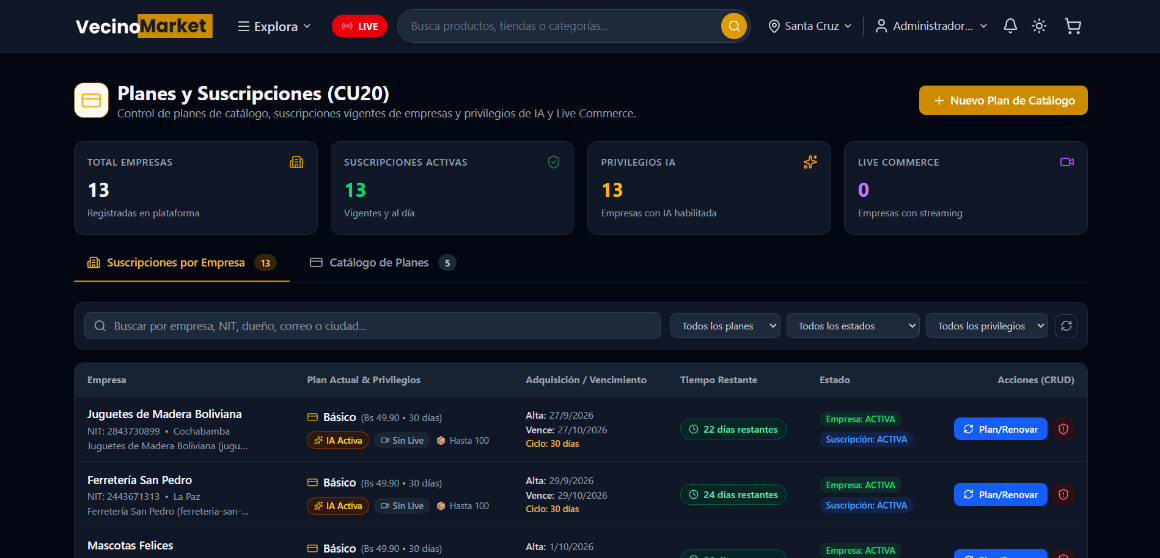 VecinoMarket
Explora
LIVE
Busca productos, tiendas o categorías...
Santa Cruz
Administrador...
Planes y Suscripciones (CU20)
Control de planes de catálogo, suscripciones vigentes de empresas y privilegios de IA y Live Commerce.
+ Nuevo Plan de Catálogo
TOTAL EMPRESAS
13
Registradas en plataforma
SUSCRIPCIONES ACTIVAS
13
Vigentes y al día
PRIVILEGIOS IA
13
Empresas con IA habilitada
LIVE COMMERCE
0
Empresas con streaming
Suscripciones por Empresa 13
Catálogo de Planes 5
Buscar por empresa, NIT, dueño, correo o ciudad...
Todos los planes
Todos los estados
Todos los privilegios
Empresa
Plan Actual & Privilegios
Adquisición / Vencimiento
Tiempo Restante
Estado
Acciones (CRUD)
Juguetes de Madera Boliviana
NIT: 2843730899 • Cochabamba
Juguetes de Madera Boliviana (jugu...
Básico (Bs 49.90 • 30 días)
IA Activa
Sin Live
Hasta 100
Alta: 27/9/2026
Vence: 27/10/2026
Ciclo: 30 días
22 días restantes
Empresa: ACTIVA
Suscripción: ACTIVA
Plan/Renovar
Ferretería San Pedro
NIT: 2443671313 • La Paz
Ferretería San Pedro (ferreteria-san-...
Básico (Bs 49.90 • 30 días)
IA Activa
Sin Live
Hasta 100
Alta: 29/9/2026
Vence: 29/10/2026
Ciclo: 30 días
24 días restantes
Empresa: ACTIVA
Suscripción: ACTIVA
Plan/Renovar
Mascotas Felices
Básico (Bs 49.90 • 30 días)
Alta: 1/10/2026
Empresa: ACTIVA